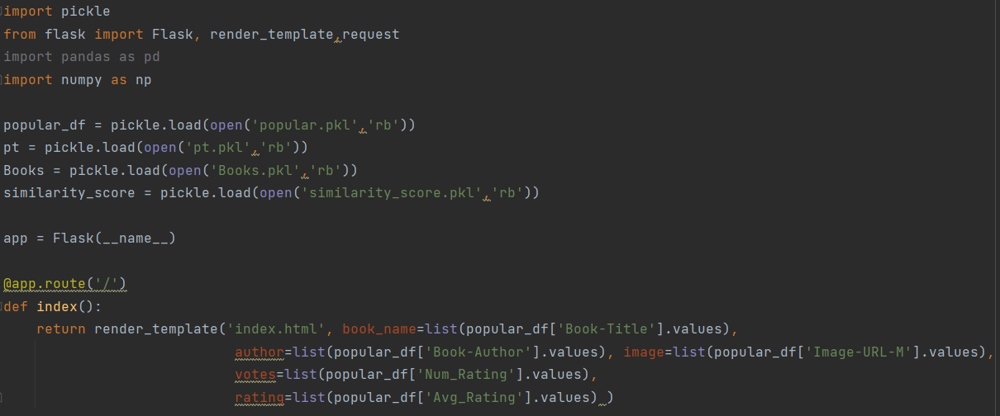 import pickle
from flask import Flask, render_template,request
import pandas as pd
import numpy as np
popular_df = pickle.load(open('popular.pkl','rb'))
pt = pickle.load(open('pt.pkl','rb'))
Books = pickle.load(open('Books.pkl','rb'))
similarity_score = pickle.load(open('similarity_score.pkl','rb'))
app = Flask(__name__)
@app.route('/')
def index():
    return render_template('index.html', book_name=list(popular_df['Book-Title'].values),
                            author=list(popular_df['Book-Author'].values), image=list(popular_df['Image-URL-M'].values),
                            votes=list(popular_df['Num_Rating'].values),
                            rating=list(popular_df['Avg_Rating'].values) )